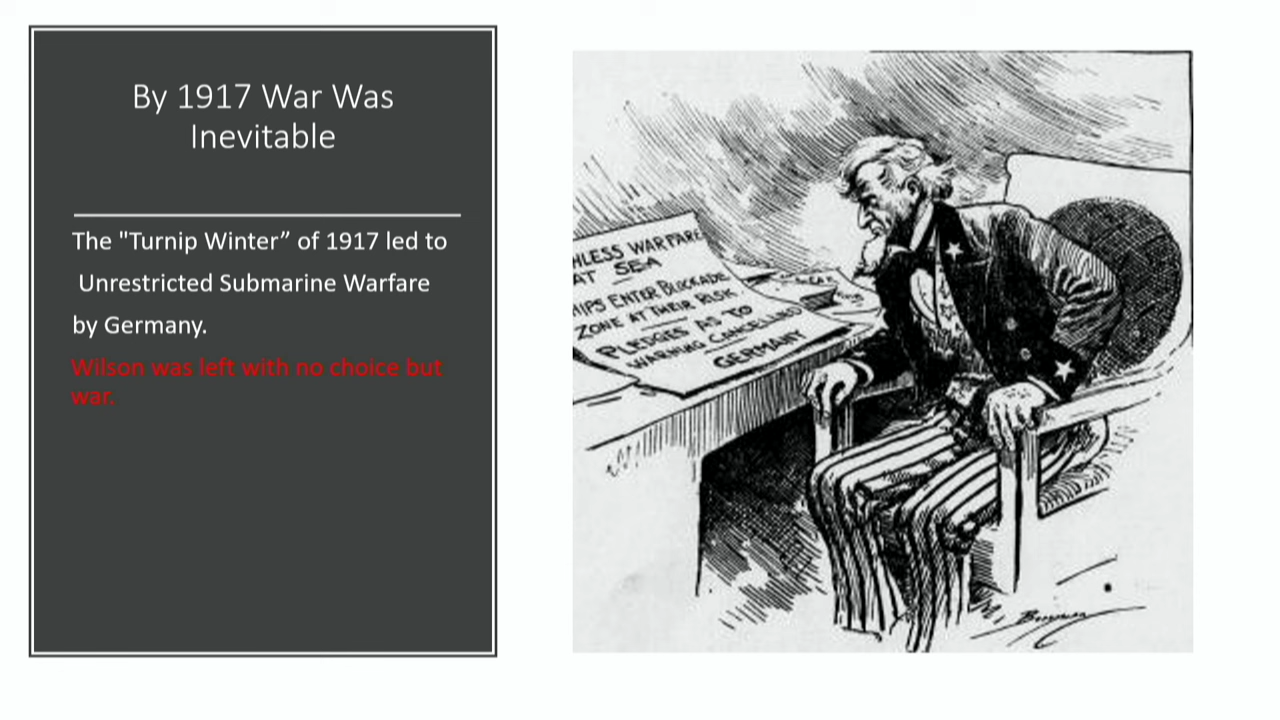 By 1917 War Was
Inevitable
The "Turnip Winter” of 1917 led to
Unrestricted Submarine Warfare
by Germany.
Wilson was left with no choice but
war.
HLESS WARFARE
AT SEA
HIPS ENTER BLOCKADE
ZONE AT THEIR RISK
PLEDGES AS TO
WARNING CANCELLED
GERMANY